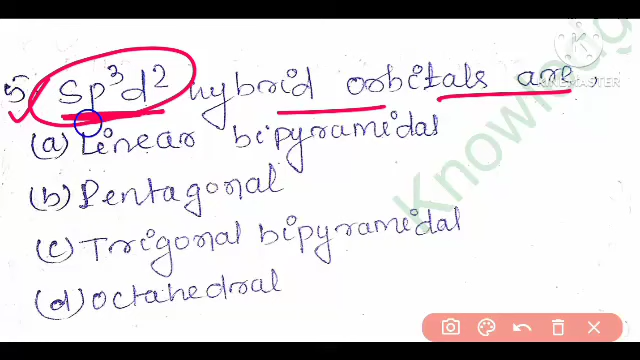 5 Sp³d² hybrid orbitals are,
(a) Linear bipyramidal
(b) Pentagonal
(c) Trigonal bipyramidal
(d) octahedral